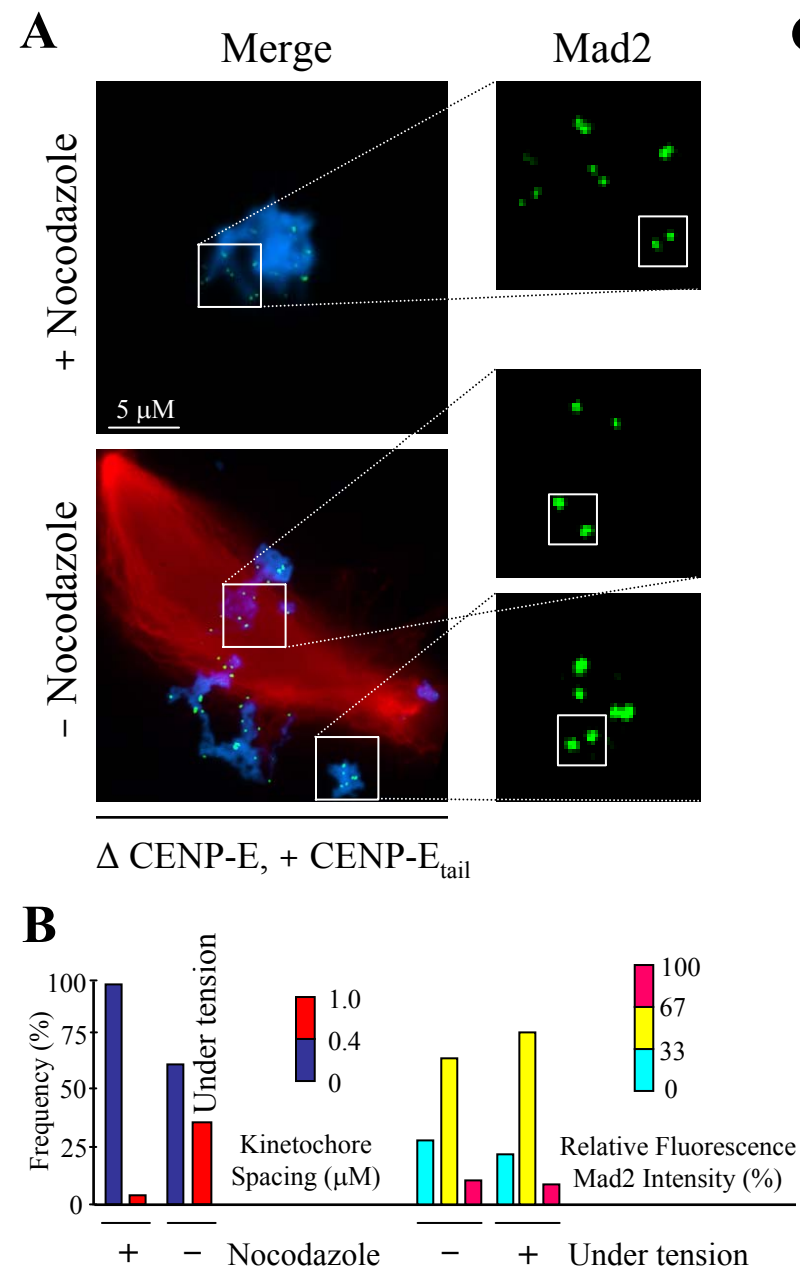 A
Merge
Mad2
+ Nocodazole
5 μM
− Nocodazole
Δ CENP-E, + CENP-Etail
B
Frequency (%)
100
75
50
25
0
Under tension
1.0
0.4
0
Kinetochore
Spacing (μM)
100
67
33
0
Relative Fluorescence
Mad2 Intensity (%)
+ − Nocodazole
− + Under tension